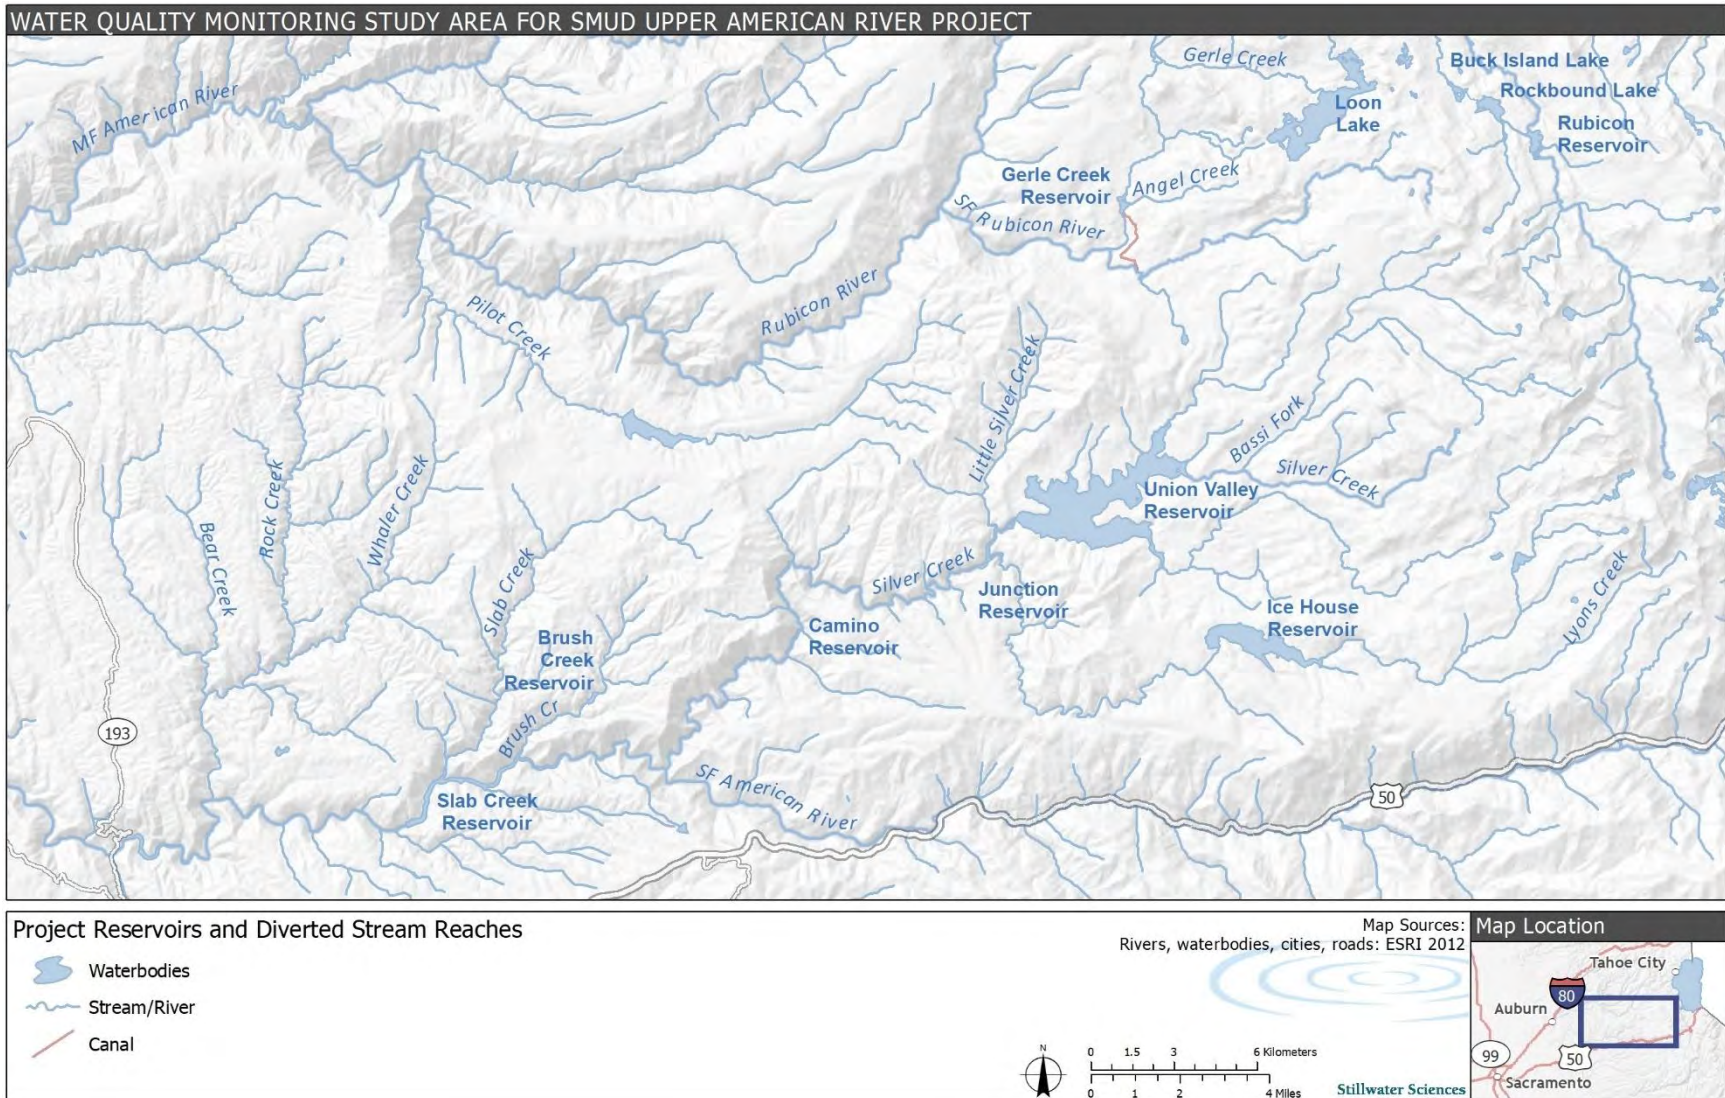 WATER QUALITY MONITORING STUDY AREA FOR SMUD UPPER AMERICAN RIVER PROJECT
Gerle Creek
Buck Island Lake
Rockbound Lake
MF American River
Loon
Lake
Rubicon
Reservoir
Gerle Creek
Reservoir
Angel Creek
SF Rubicon River
Rubicon River
Pilot Creek
Little Silver Creek
Bassi Fork
Silver Creek
Union Valley
Reservoir
Rock Creek
Whaler Creek
Bear Creek
Slab Creek
Silver Creek
Junction
Reservoir
Ice House
Reservoir
Lyons Creek
Camino
Reservoir
Brush
Creek
Reservoir
Brush Cr
193
SF American River
Slab Creek
Reservoir
50
Project Reservoirs and Diverted Stream Reaches
Waterbodies
Stream/River
Canal
Map Sources:
Rivers, waterbodies, cities, roads: ESRI 2012
N
0 1.5 3 6 Kilometers
0 1 2 4 Miles
Stillwater Sciences
Map Location
Tahoe City
80
Auburn
99
50
Sacramento